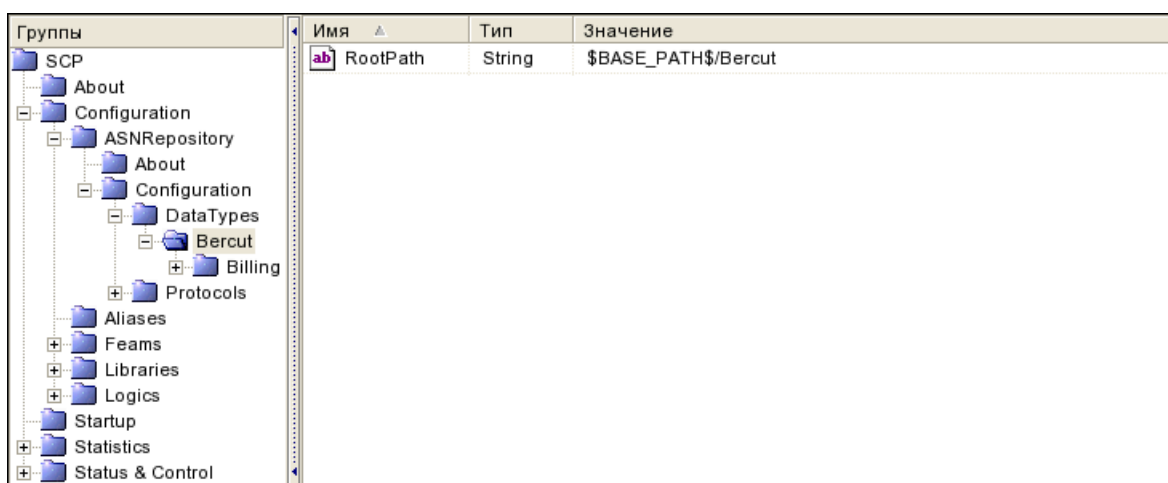 Группы
SCP
About
Configuration
ASNRepository
About
Configuration
DataTypes
Bercut
Billing
Protocols
Aliases
Feams
Libraries
Logics
Startup
Statistics
Status & Control
Имя Тип Значение
ab RootPath String $BASE_PATH$/Bercut